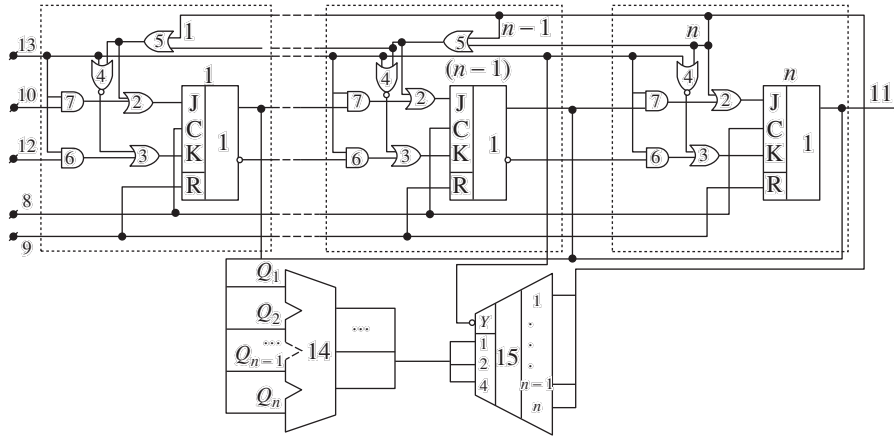 1 n–1 n
13 5 5
4 4 4
1 (n–1) n
10 7 2 J 7 2 J 7 2 J 11
C C C
12 6 3 K 1 6 3 K 1 6 3 K 1
R R R
8
9
Q1
Q2 Y 1
... 14 ... 1 15 .
Qn–1 2 .
4 .
n–1
Qn n